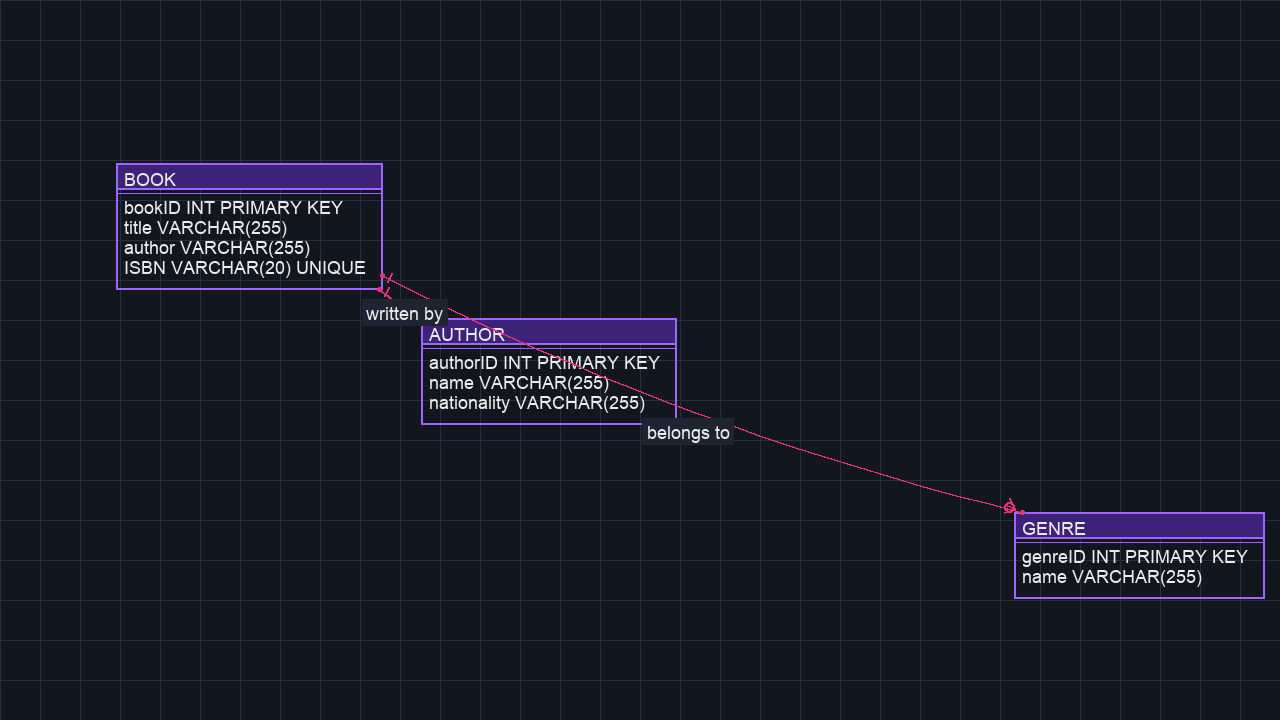 BOOK
bookID INT PRIMARY KEY
title VARCHAR(255)
author VARCHAR(255)
ISBN VARCHAR(20) UNIQUE
written by
AUTHOR
authorID INT PRIMARY KEY
name VARCHAR(255)
nationality VARCHAR(255)
belongs to
GENRE
genreID INT PRIMARY KEY
name VARCHAR(255)